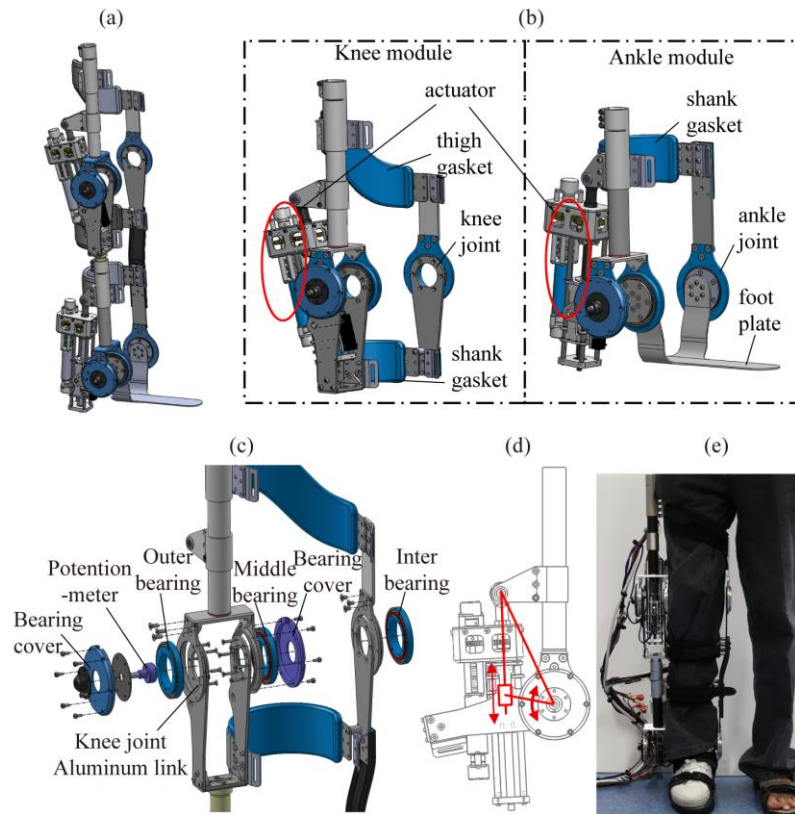 (a)
(b)
Knee module
Ankle module
actuator
thigh
gasket
knee
joint
shank
gasket
shank
gasket
ankle
joint
foot
plate
(c)
Potention
-meter
Bearing
cover
Outer
bearing
Middle
bearing
Bearing
cover
Inter
bearing
Knee joint
Aluminum link
(d)
(e)